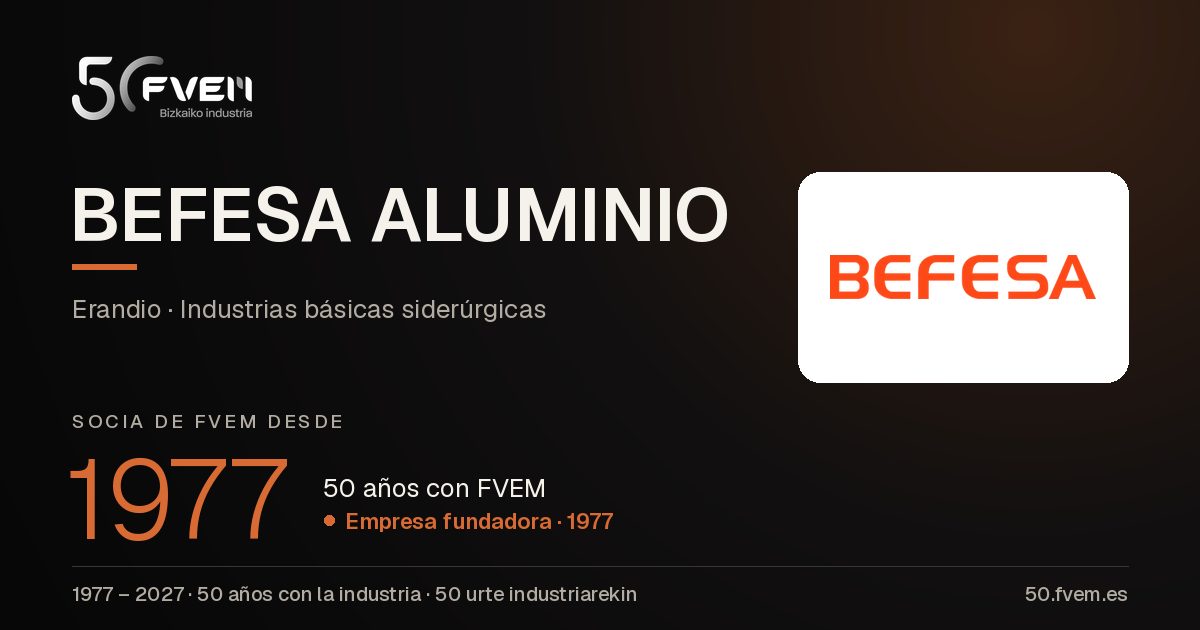 50 FVEM
Bizkaiko industria
BEFESA ALUMINIO
BEFESA
Erandio · Industrias básicas siderúrgicas
SOCIA DE FVEM DESDE
1977
50 años con FVEM
Empresa fundadora · 1977
1977 – 2027 · 50 años con la industria · 50 urte industriarekin
50.fvem.es